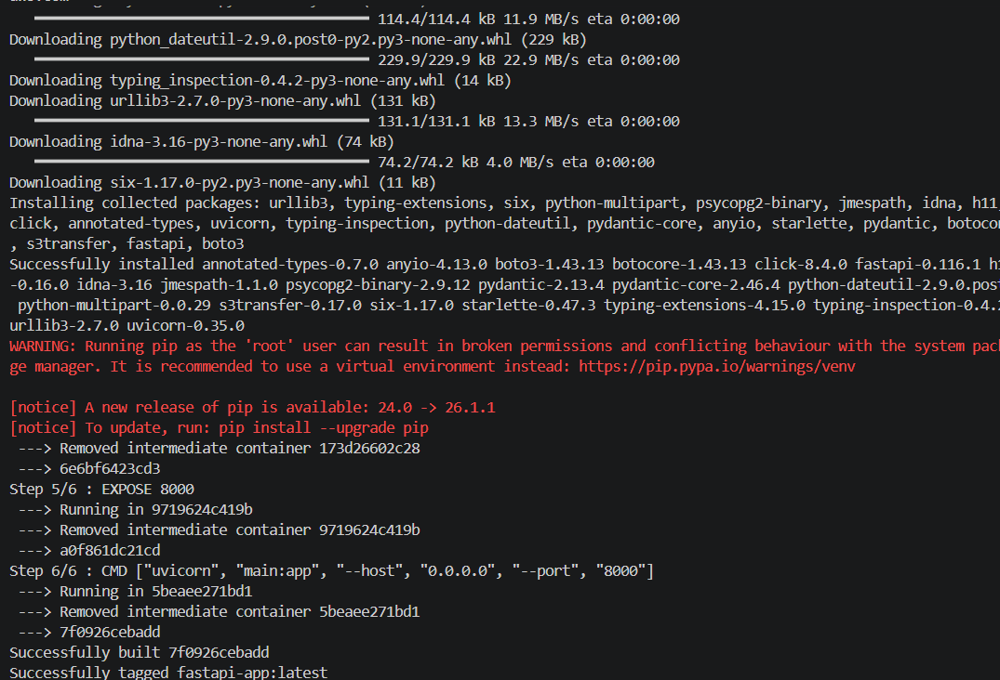 114.4/114.4 kB 11.9 MB/s eta 0:00:00
Downloading python_dateutil-2.9.0.post0-py2.py3-none-any.whl (229 kB)
229.9/229.9 kB 22.9 MB/s eta 0:00:00
Downloading typing_inspection-0.4.2-py3-none-any.whl (14 kB)
Downloading urllib3-2.7.0-py3-none-any.whl (131 kB)
131.1/131.1 kB 13.3 MB/s eta 0:00:00
Downloading idna-3.16-py3-none-any.whl (74 kB)
74.2/74.2 kB 4.0 MB/s eta 0:00:00
Downloading six-1.17.0-py2.py3-none-any.whl (11 kB)
Installing collected packages: urllib3, typing-extensions, six, python-multipart, psycopg2-binary, jmespath, idna, h11,
click, annotated-types, uvicorn, typing-inspection, python-dateutil, pydantic-core, anyio, starlette, pydantic, botocor
, s3transfer, fastapi, boto3
Successfully installed annotated-types-0.7.0 anyio-4.13.0 boto3-1.43.13 botocore-1.43.13 click-8.4.0 fastapi-0.116.1 h1
-0.16.0 idna-3.16 jmespath-1.1.0 psycopg2-binary-2.9.12 pydantic-2.13.4 pydantic-core-2.46.4 python-dateutil-2.9.0.post
python-multipart-0.0.29 s3transfer-0.17.0 six-1.17.0 starlette-0.47.3 typing-extensions-4.15.0 typing-inspection-0.4.2
urllib3-2.7.0 uvicorn-0.35.0
WARNING: Running pip as the 'root' user can result in broken permissions and conflicting behaviour with the system pack
ge manager. It is recommended to use a virtual environment instead: https://pip.pypa.io/warnings/venv
[notice] A new release of pip is available: 24.0 -> 26.1.1
[notice] To update, run: pip install --upgrade pip
---> Removed intermediate container 173d26602c28
---> 6e6bf6423cd3
Step 5/6 : EXPOSE 8000
---> Running in 9719624c419b
---> Removed intermediate container 9719624c419b
---> a0f861dc21cd
Step 6/6 : CMD ["uvicorn", "main:app", "--host", "0.0.0.0", "--port", "8000"]
---> Running in 5beaee271bd1
---> Removed intermediate container 5beaee271bd1
---> 7f0926cebadd
Successfully built 7f0926cebadd
Successfully tagged fastapi-app:latest